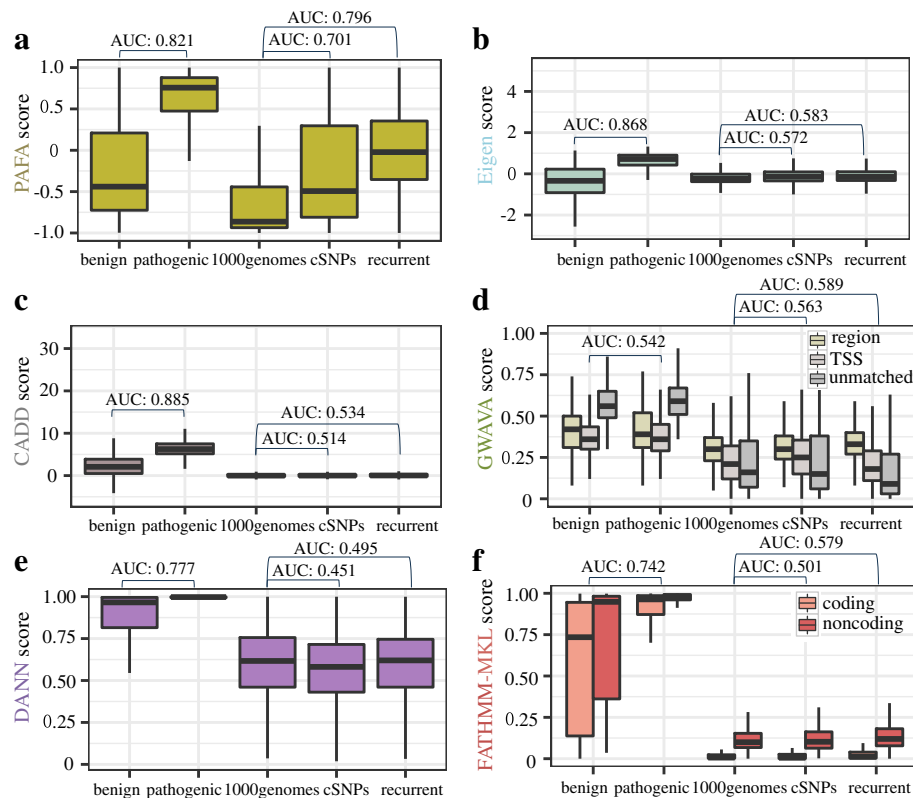 a
AUC: 0.796
AUC: 0.821
AUC: 0.701
PAFA score
1.0
0.5
0
-0.5
-1.0
benign pathogenic 1000genomes cSNPs recurrent
b
AUC: 0.583
AUC: 0.868
AUC: 0.572
Eigen score
4
2
0
-2
benign pathogenic 1000genomes cSNPs recurrent
c
AUC: 0.534
AUC: 0.885
AUC: 0.514
CADD score
30
20
10
0
benign pathogenic 1000genomes cSNPs recurrent
d
AUC: 0.589
AUC: 0.563
AUC: 0.542
region
TSS
unmatched
GWAVA score
1.00
0.75
0.50
0.25
0
benign pathogenic 1000genomes cSNPs recurrent
e
AUC: 0.495
AUC: 0.777
AUC: 0.451
DANN score
1.00
0.75
0.50
0.25
0
benign pathogenic 1000genomes cSNPs recurrent
f
AUC: 0.579
AUC: 0.742
AUC: 0.501
coding
noncoding
FATHMM-MKL score
1.00
0.75
0.50
0.25
0
benign pathogenic 1000genomes cSNPs recurrent